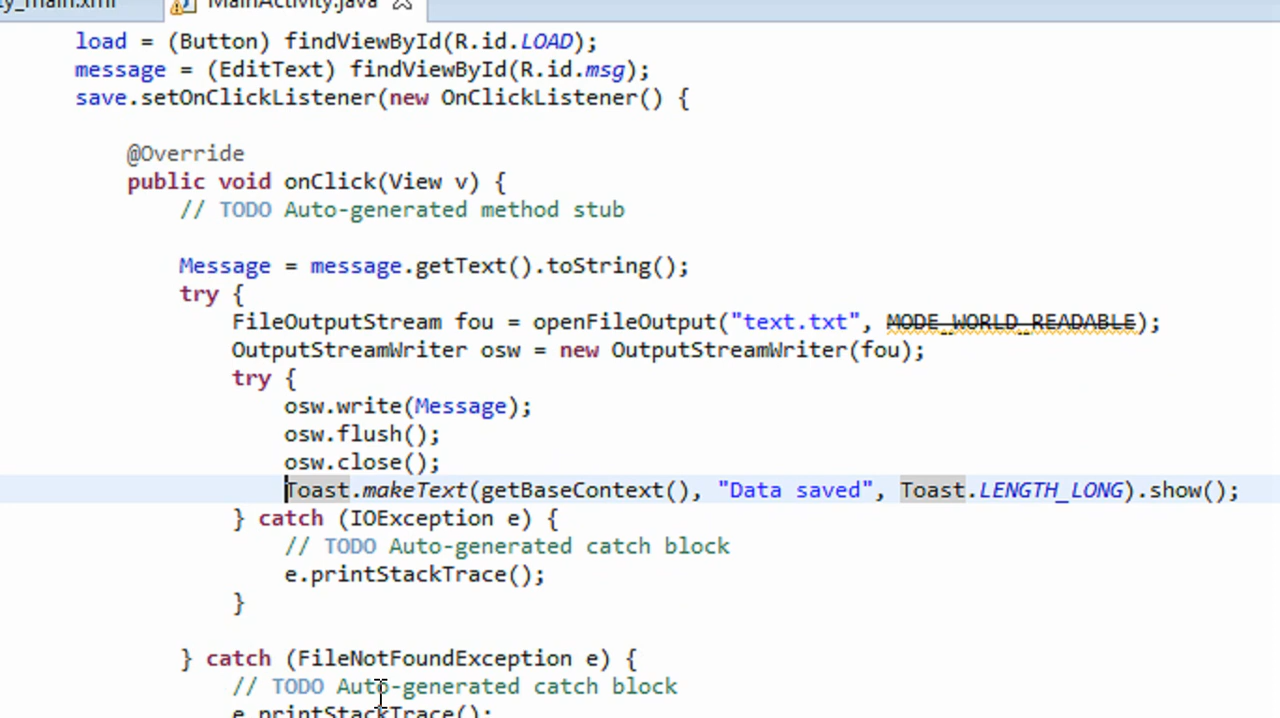 ty_main.xml MainActivity.java
load = (Button) findViewById(R.id.LOAD);
message = (EditText) findViewById(R.id.msg);
save.setOnClickListener(new OnClickListener() {
@Override
public void onClick(View v) {
// TODO Auto-generated method stub
Message = message.getText().toString();
try {
FileOutputStream fou = openFileOutput("text.txt", MODE_WORLD_READABLE);
OutputStreamWriter osw = new OutputStreamWriter(fou);
try {
osw.write(Message);
osw.flush();
osw.close();
Toast.makeText(getBaseContext(), "Data saved", Toast.LENGTH_LONG).show();
} catch (IOException e) {
// TODO Auto-generated catch block
e.printStackTrace();
}
} catch (FileNotFoundException e) {
// TODO Auto-generated catch block
e.printStackTrace();